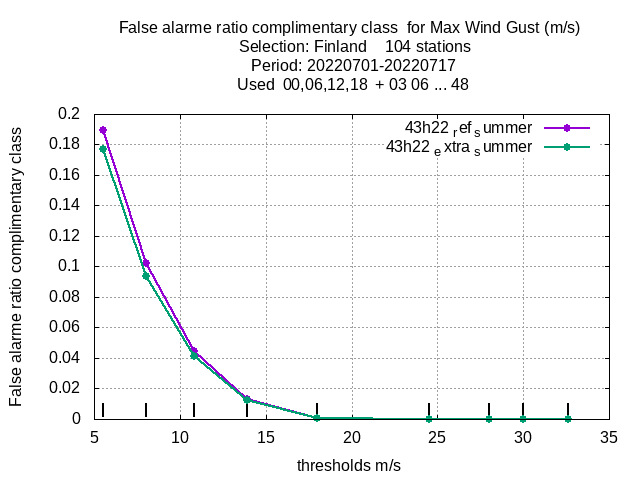 False alarme ratio complimentary class  for Max Wind Gust (m/s)
Selection: Finland    104 stations
Period: 20220701-20220717
Used  00,06,12,18  + 03 06 ... 48
43h22 ref summer
43h22 extra summer
False alarme ratio complimentary class
0.2
0.18
0.16
0.14
0.12
0.1
0.08
0.06
0.04
0.02
0
5 10 15 20 25 30 35
thresholds m/s